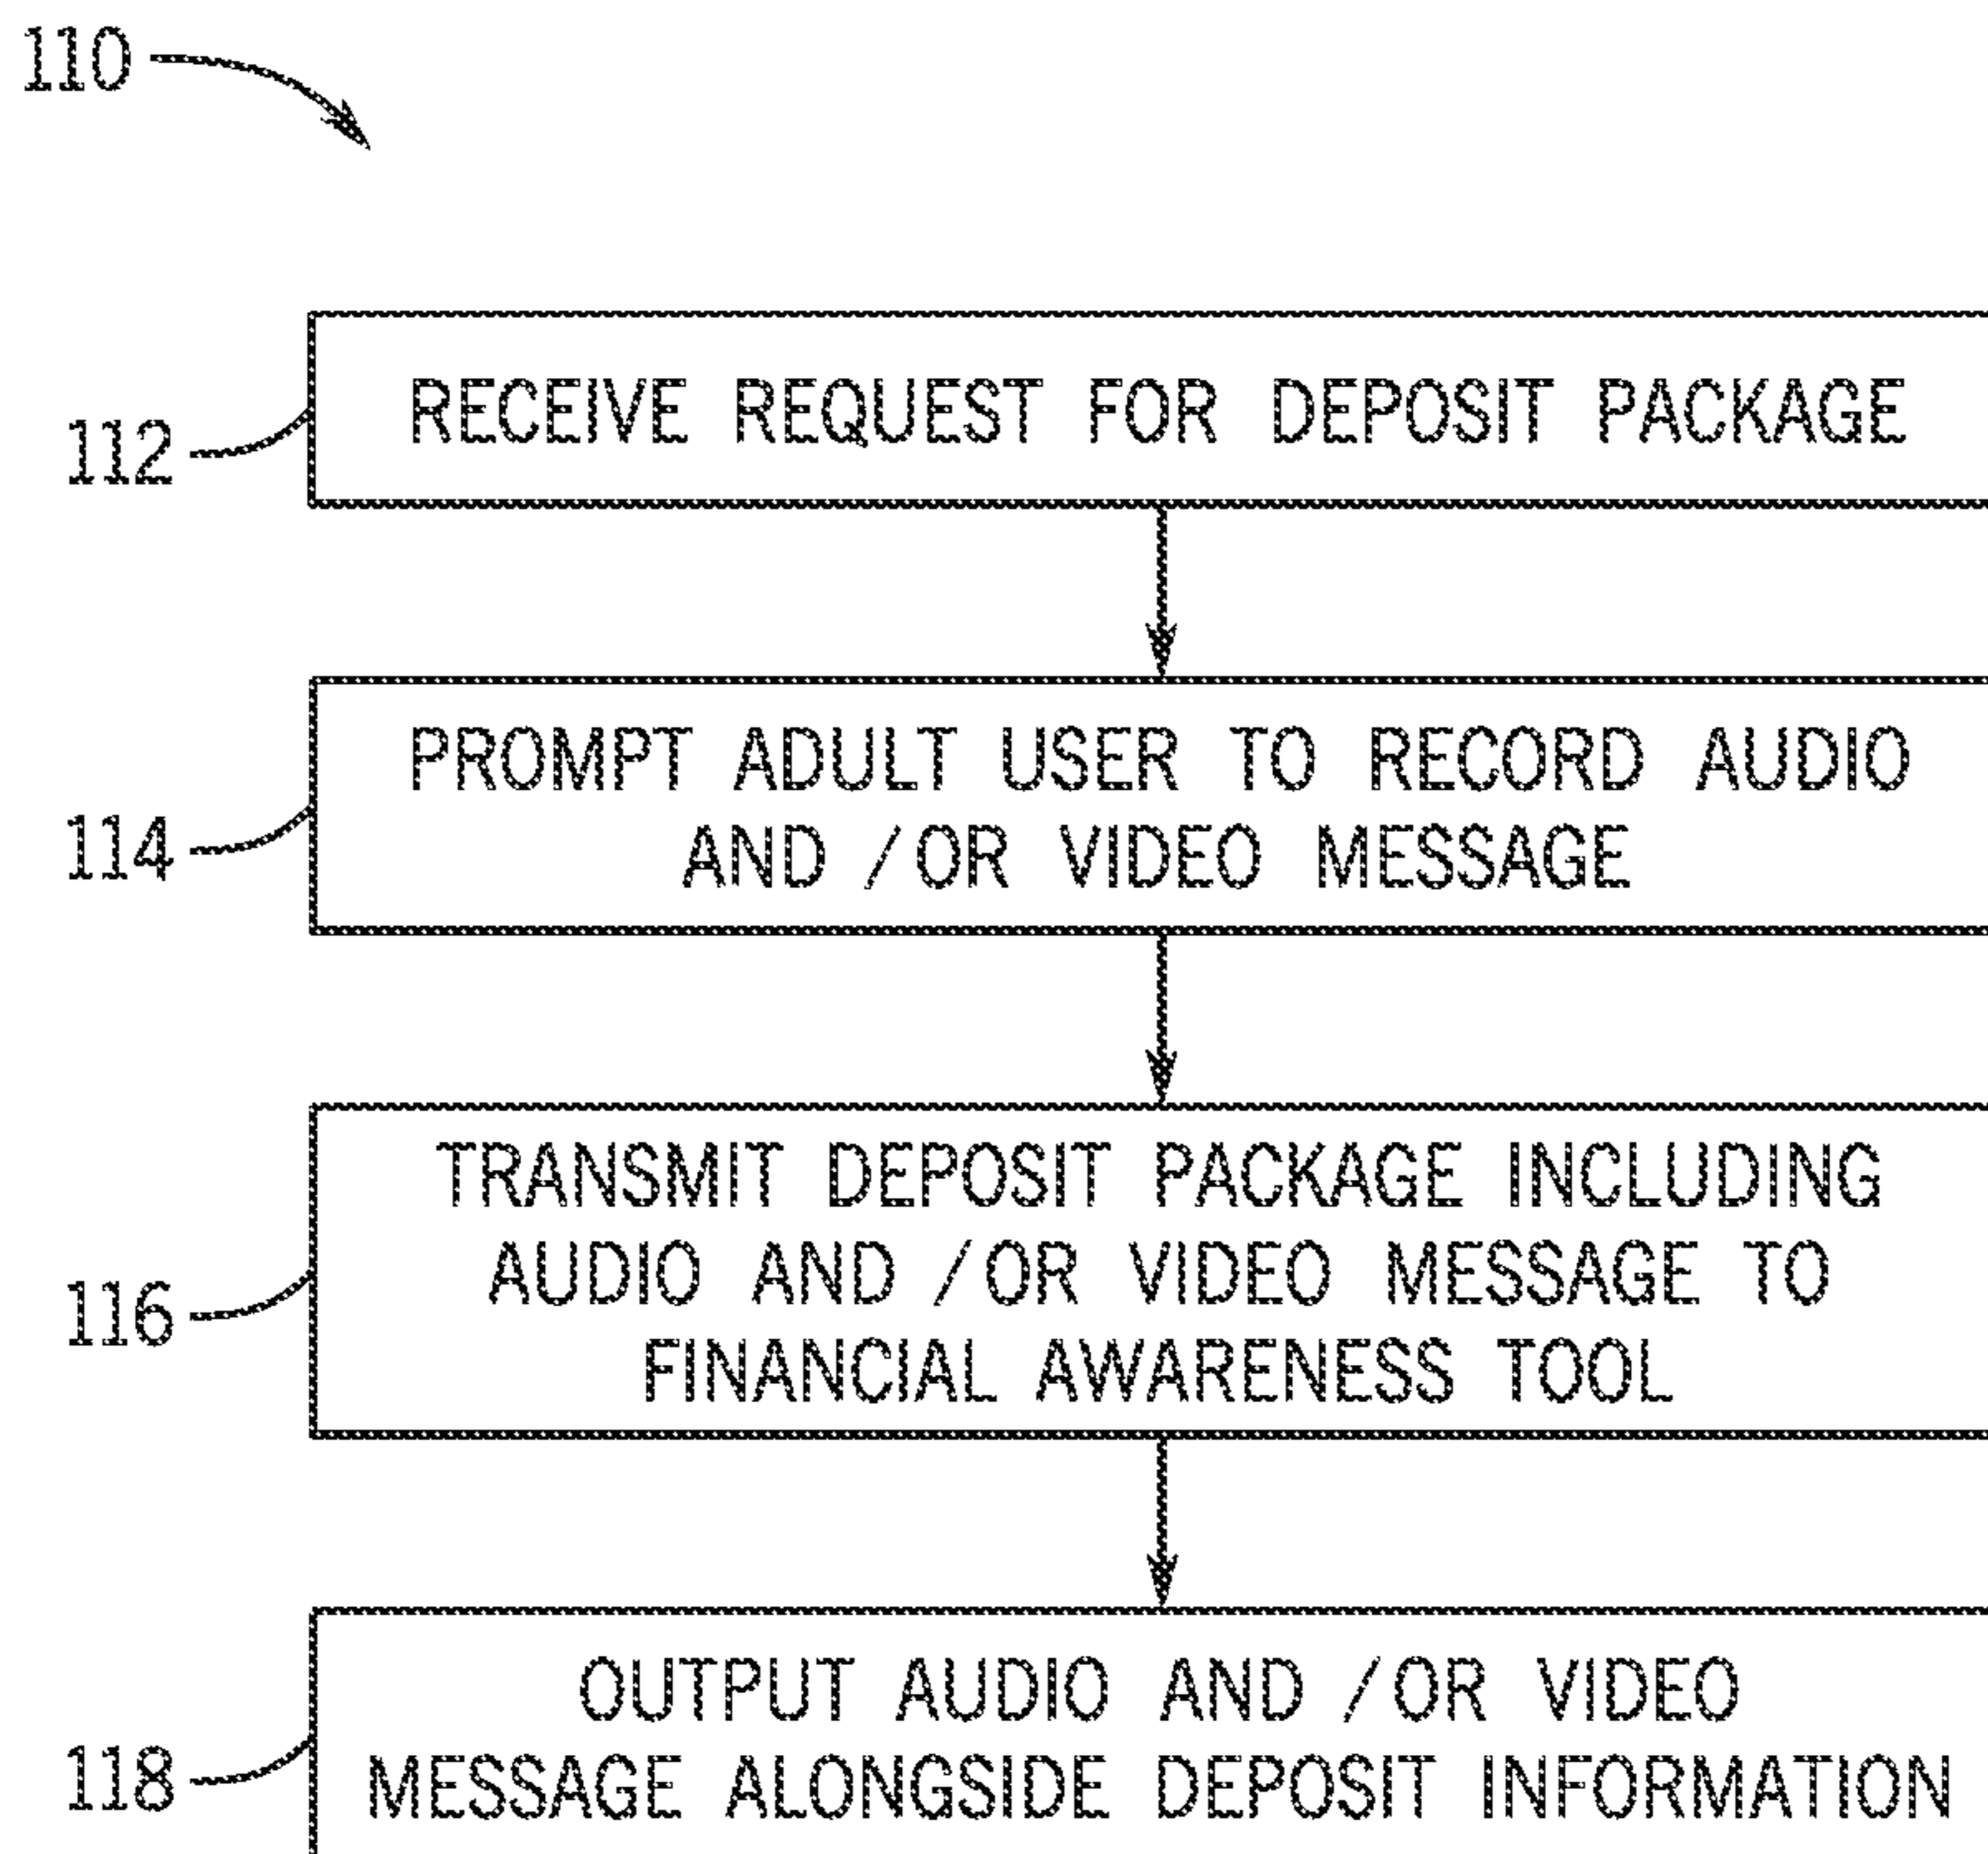 110
112
RECEIVE REQUEST FOR DEPOSIT PACKAGE
114
PROMPT ADULT USER TO RECORD AUDIO
AND /OR VIDEO MESSAGE
116
TRANSMIT DEPOSIT PACKAGE INCLUDING
AUDIO AND /OR VIDEO MESSAGE TO
FINANCIAL AWARENESS TOOL
118
OUTPUT AUDIO AND /OR VIDEO
MESSAGE ALONGSIDE DEPOSIT INFORMATION